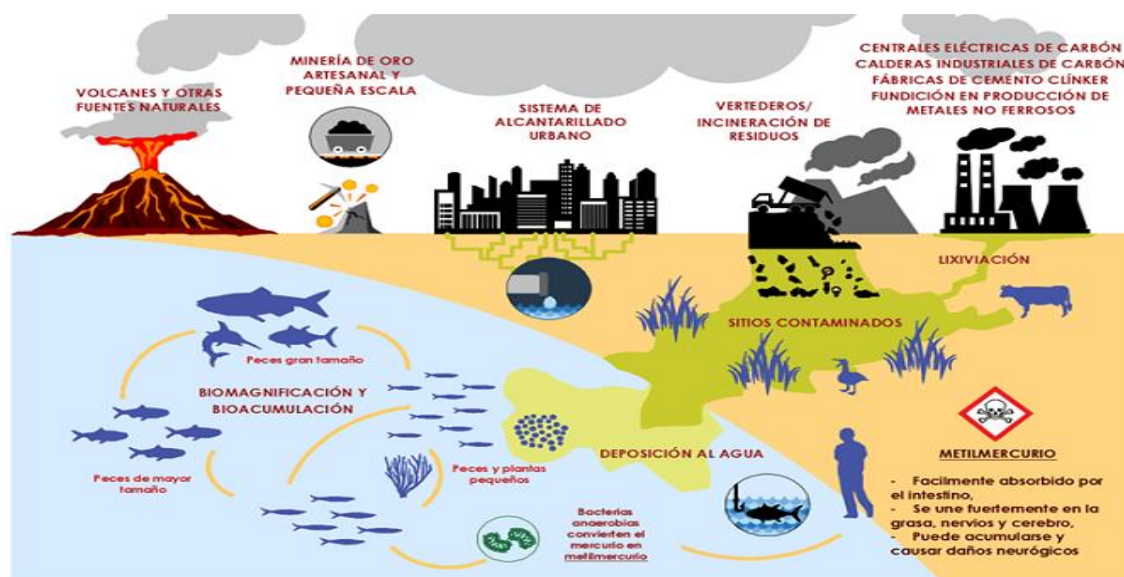 VOLCANES Y OTRAS
FUENTES NATURALES
MINERÍA DE ORO
ARTESANAL Y
PEQUEÑA ESCALA
SISTEMA DE
ALCANTARILLADO
URBANO
VERTEDEROS/
INCINERACIÓN DE
RESIDUOS
CENTRALES ELÉCTRICAS DE CARBÓN
CALDERAS INDUSTRIALES DE CARBÓN
FÁBRICAS DE CEMENTO CLÍNKER
FUNDICIÓN EN PRODUCCIÓN DE
METALES NO FERROSOS
LIXIVIACIÓN
SITIOS CONTAMINADOS
Peces gran tamaño
BIOMAGNIFICACIÓN Y
BIOACUMULACIÓN
Peces de mayor
tamaño
Peces y plantas
pequeños
DEPOSICIÓN AL AGUA
Bacterias
anaerobias
convierten el
mercurio en
metilmercurio
METILMERCURIO
- Facilmente absorbido por
el intestino,
- Se une fuertemente en la
grasa, nervios y cerebro,
- Puede acumularse y
causar daños neurógicos